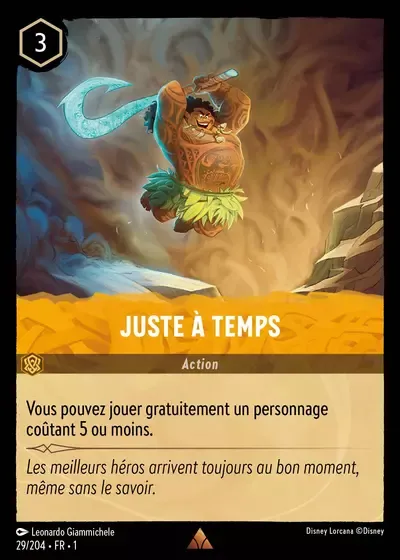 3
JUSTE À TEMPS
Action
Vous pouvez jouer gratuitement un personnage
coûtant 5 ou moins.
Les meilleurs héros arrivent toujours au bon moment,
même sans le savoir.
Leonardo Giammichele
Disney Lorcana ©Disney
29/204 • FR • 1